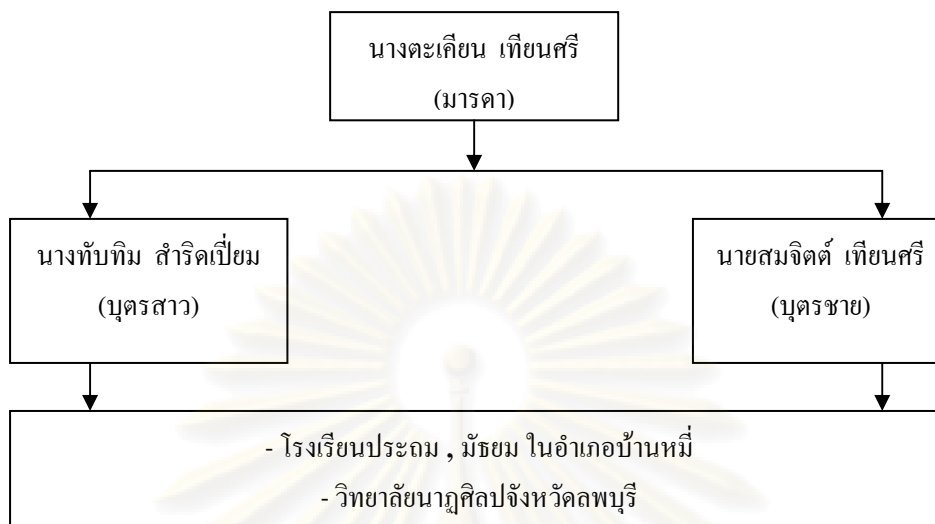 นางตะเคียน เทียนศรี
(มารดา)
นางทับทิม สำริดเปี่ยม
(บุตรสาว)
นายสมจิตต์ เทียนศรี
(บุตรชาย)
- โรงเรียนประถม , มัธยม ในอำเภอบ้านหมี่
- วิทยาลัยนาฏศิลปจังหวัดลพบุรี